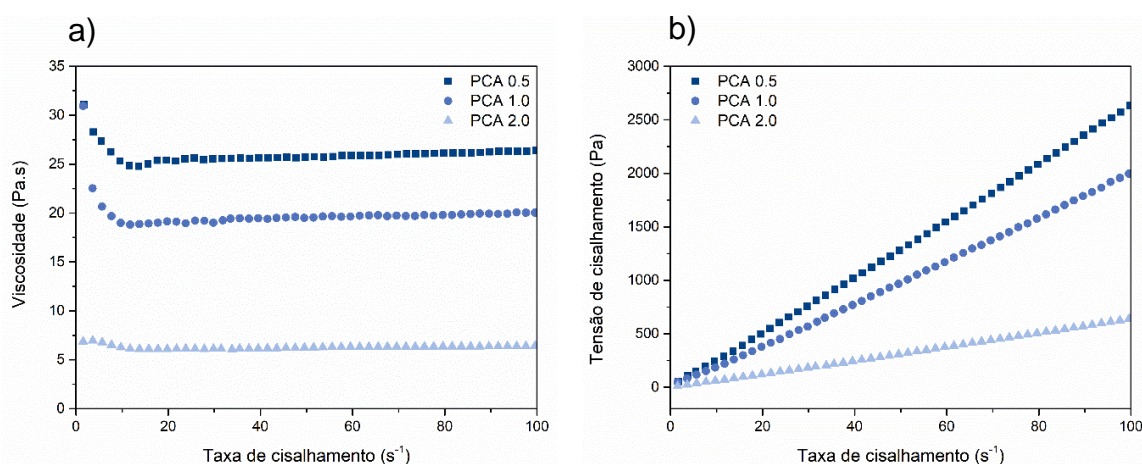 a)
Viscosidade (Pa.s)
35
30
25
20
15
10
5
0
PCA 0.5
PCA 1.0
PCA 2.0
0 20 40 60 80 100
Taxa de cisalhamento (s⁻¹)
b)
Tensão de cisalhamento (Pa)
3000
2500
2000
1500
1000
500
0
PCA 0.5
PCA 1.0
PCA 2.0
0 20 40 60 80 100
Taxa de cisalhamento (s⁻¹)